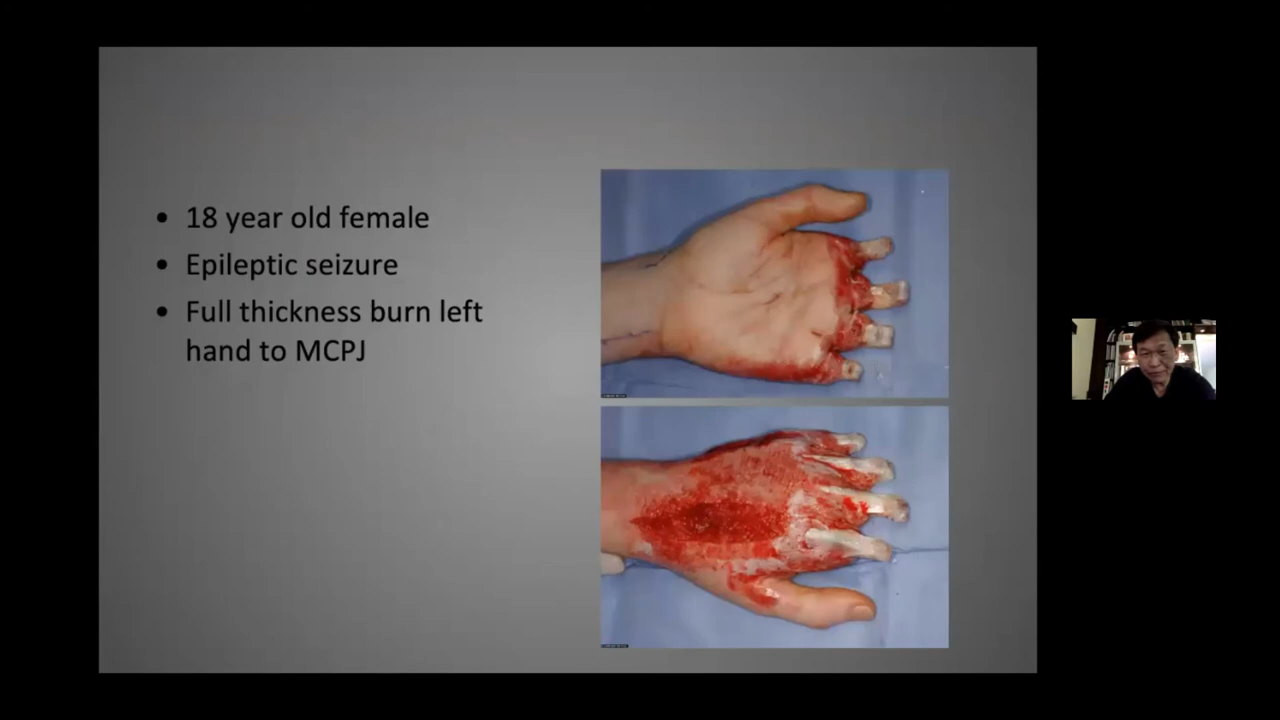 • 18 year old female
• Epileptic seizure
• Full thickness burn left
hand to MCPJ